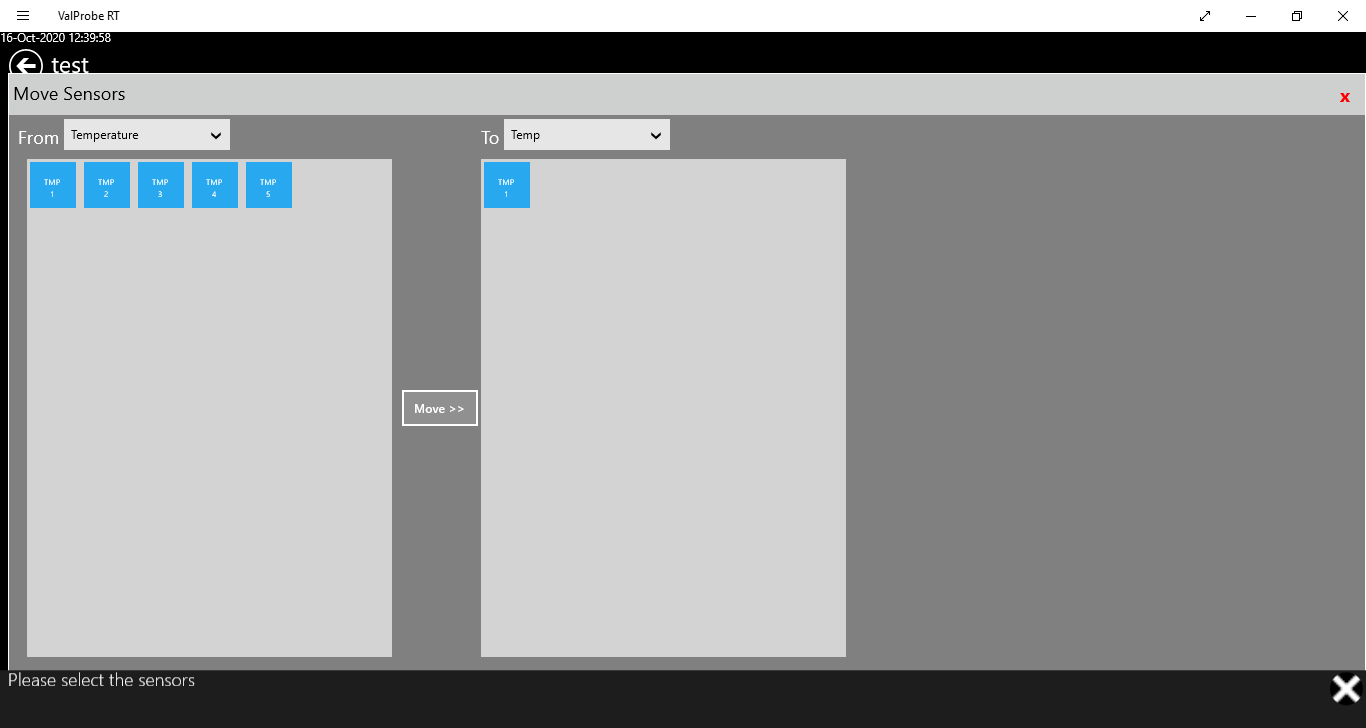 ValProbe RT
16-Oct-2020 12:39:58
test
Move Sensors
x
From Temperature
To Temp
TMP 1
TMP 2
TMP 3
TMP 4
TMP 5
TMP 1
Move >>
Please select the sensors